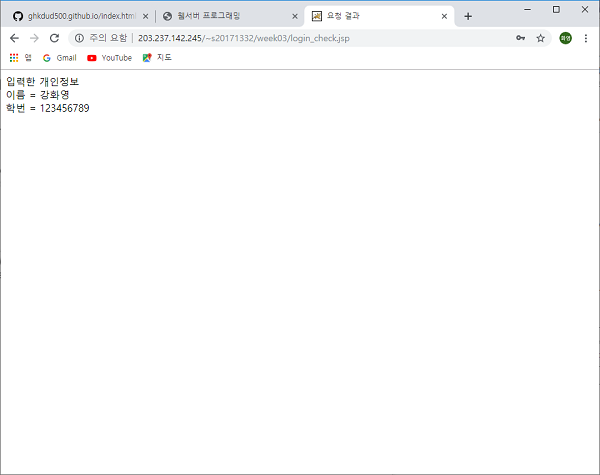 ghkdud500.github.io/index.html
웹서버 프로그래밍
요청 결과
주의 요함
203.237.142.245/~s20171332/week03/login_check.jsp
화영
앱
Gmail
YouTube
지도
입력한 개인정보
이름 = 강화영
학번 = 123456789